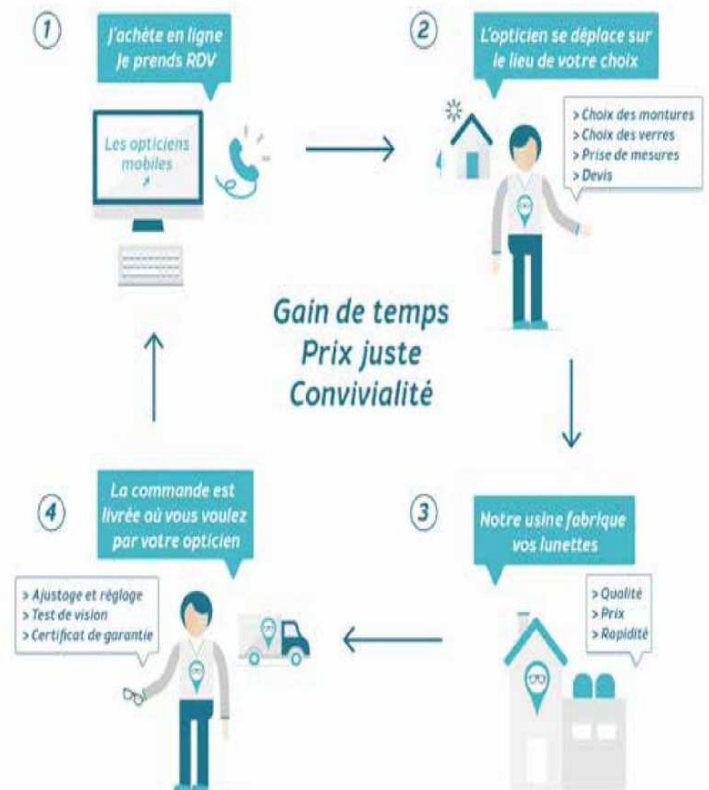 1
J'achète en ligne
Je prends RDV
Les opticiens
mobiles
2
L'opticien se déplace sur
le lieu de votre choix
> Choix des montures
> Choix des verres
> Prise de mesures
> Devis
Gain de temps
Prix juste
Convivialité
3
Notre usine fabrique
vos lunettes
> Qualité
> Prix
> Rapidité
4
La commande est
livrée où vous voulez
par votre opticien
> Ajustage et réglage
> Test de vision
> Certificat de garantie